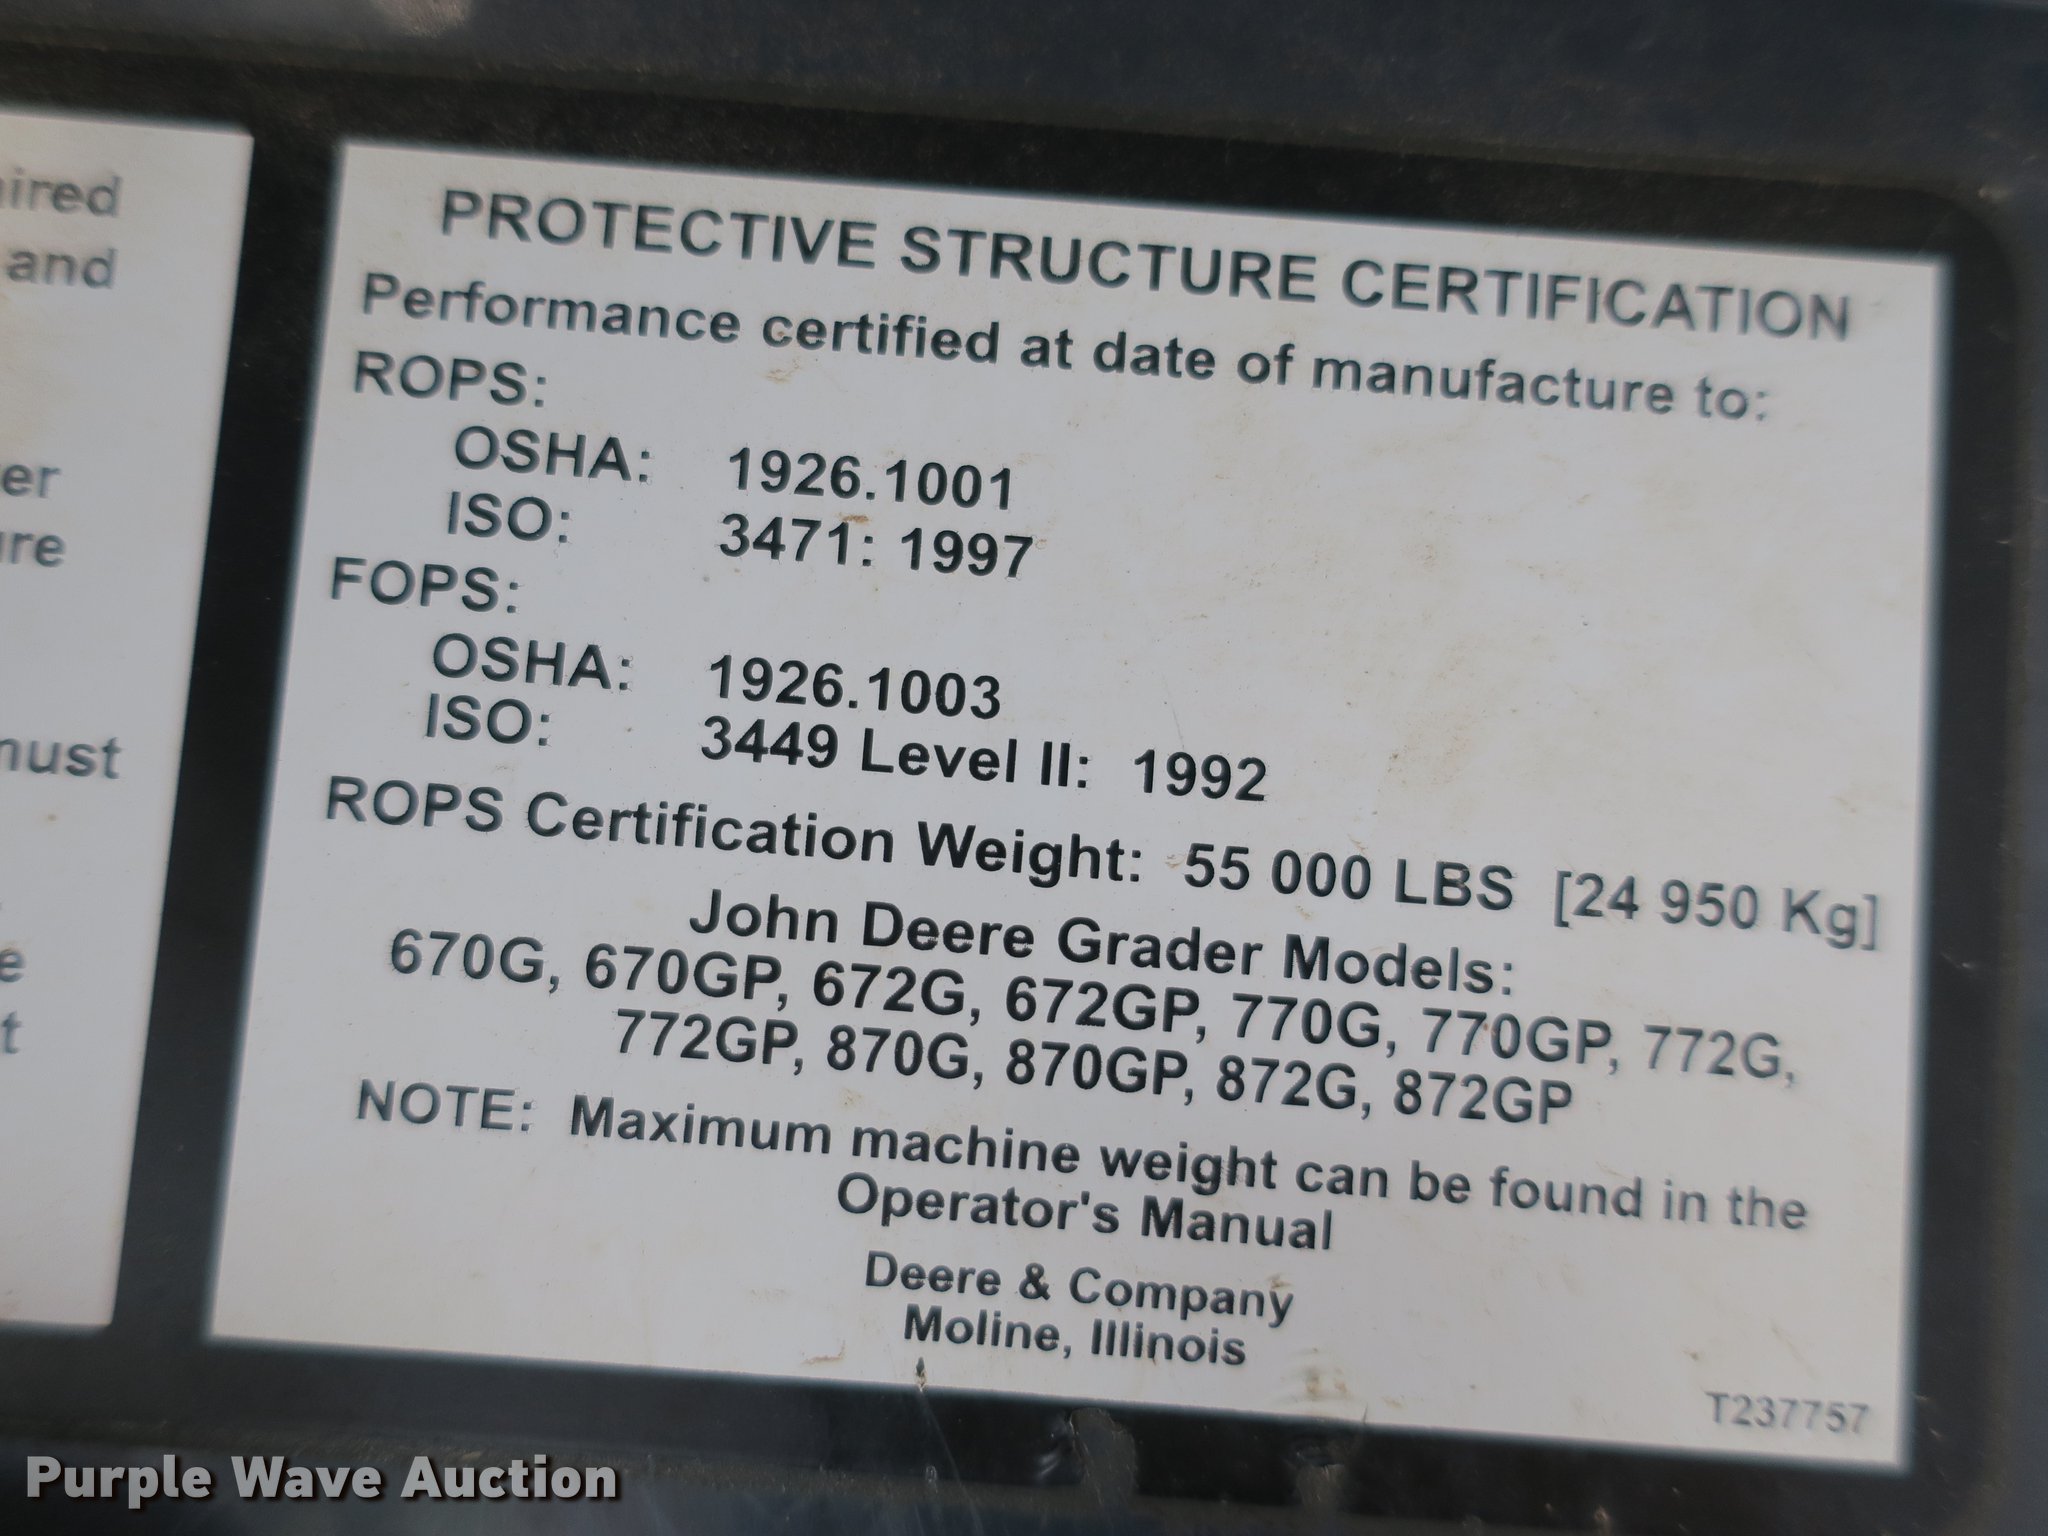 ired
and
er
ure
must
e
t
PROTECTIVE STRUCTURE CERTIFICATION
Performance certified at date of manufacture to:
ROPS:
OSHA: 1926.1001
ISO: 3471: 1997
FOPS:
OSHA: 1926.1003
ISO: 3449 Level II: 1992
ROPS Certification Weight: 55 000 LBS [24 950 Kg]
John Deere Grader Models:
670G, 670GP, 672G, 672GP, 770G, 770GP, 772G,
772GP, 870G, 870GP, 872G, 872GP
NOTE: Maximum machine weight can be found in the
Operator's Manual
Deere & Company
Moline, Illinois
T237757
Purple Wave Auction